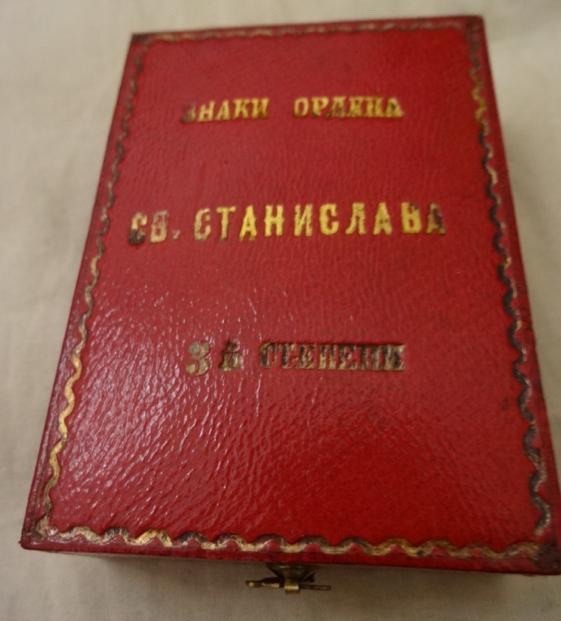 ЗНАКИ ОРДЕНА
СВ. СТАНИСЛАВА
3й СТЕПЕНИ